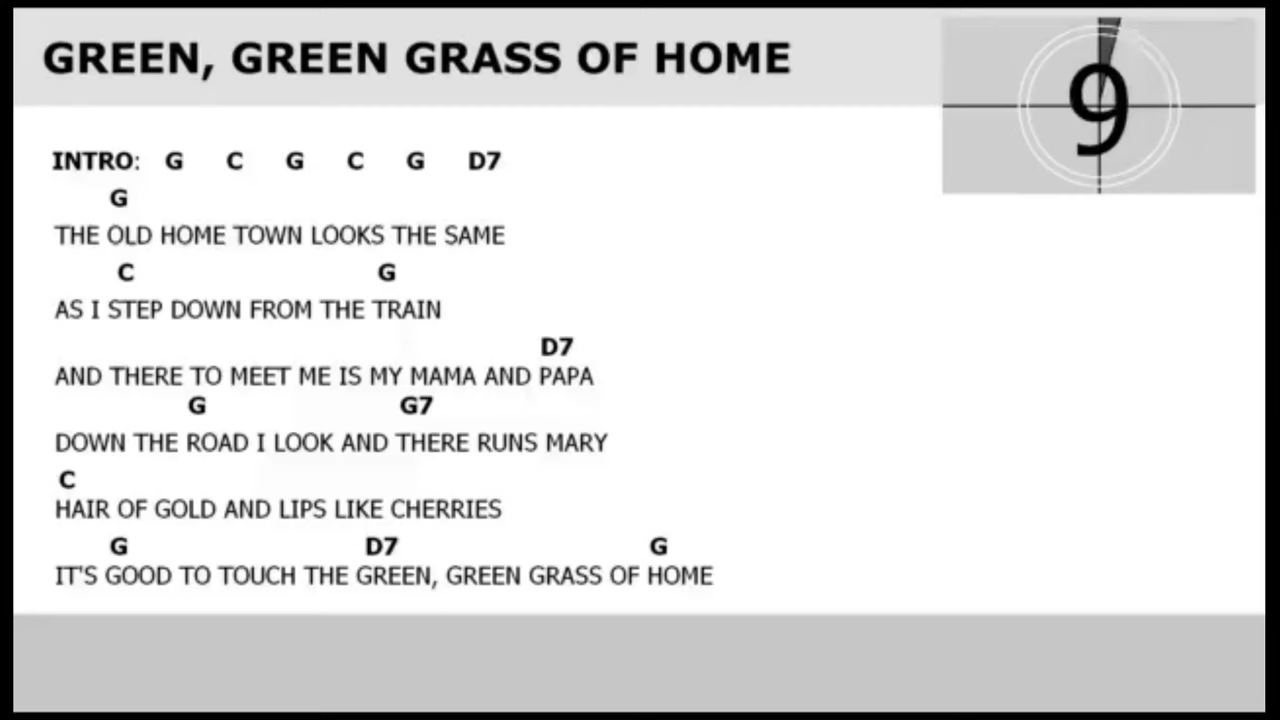 GREEN, GREEN GRASS OF HOME
9
INTRO: G C G C G D7
G
THE OLD HOME TOWN LOOKS THE SAME
C G
AS I STEP DOWN FROM THE TRAIN
D7
AND THERE TO MEET ME IS MY MAMA AND PAPA
G G7
DOWN THE ROAD I LOOK AND THERE RUNS MARY
C
HAIR OF GOLD AND LIPS LIKE CHERRIES
G D7 G
IT'S GOOD TO TOUCH THE GREEN, GREEN GRASS OF HOME